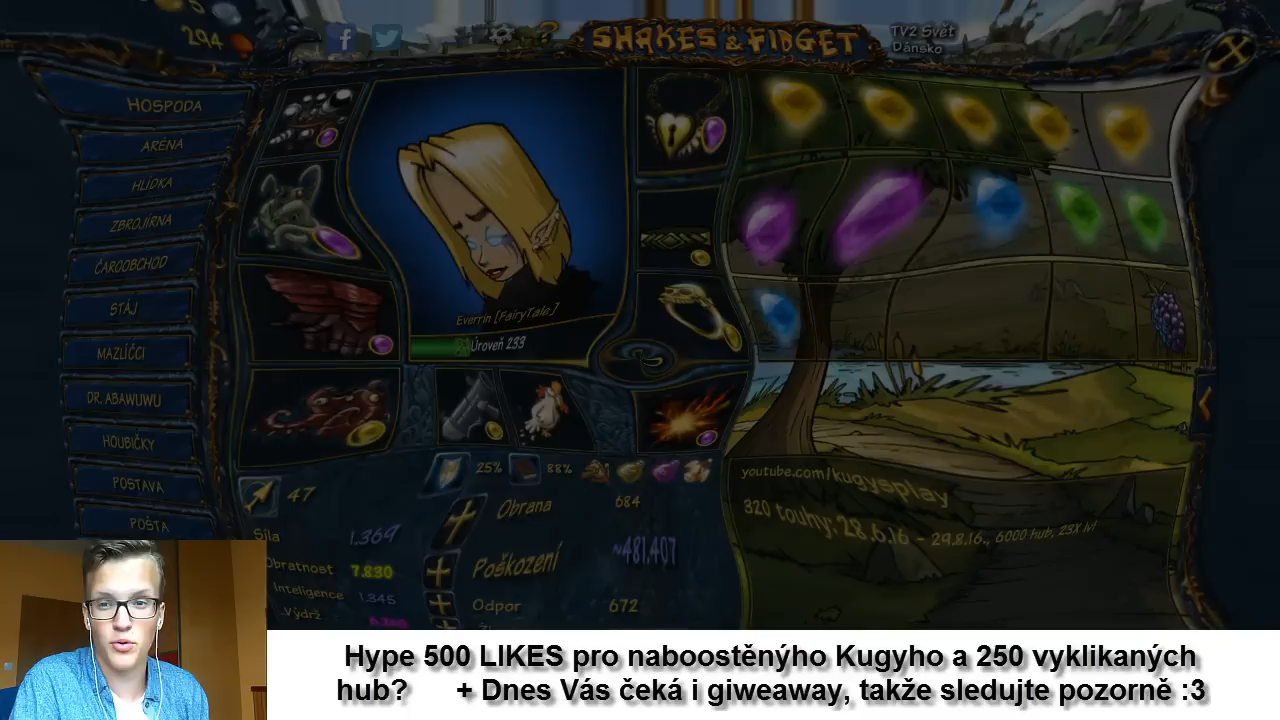 294
SHAKES & FIDGET
TV2 Svět
Dánsko
HOSPODA
ARÉNA
HLÍDKA
ZBROJÍRNA
ČAROOBCHOD
STÁJ
MAZLÍČCI
DR. ABAWUWU
HOUBIČKY
POSTAVA
POŠTA
Everrin [FairyTale]
Úroveň 233
25% 88%
47
Síla 1.369
Obratnost 7.830
Inteligence 1.345
Výdrž
Obrana 684
Poškození ~481.407
Odpor 672
youtube.com/kugysplay
320 touhy: 28.6.16 - 29.8.16., 6000 hub, 23X lvl
Hype 500 LIKES pro naboostěnýho Kugyho a 250 vyklikaných
hub? + Dnes Vás čeká i giweaway, takže sledujte pozorně :3